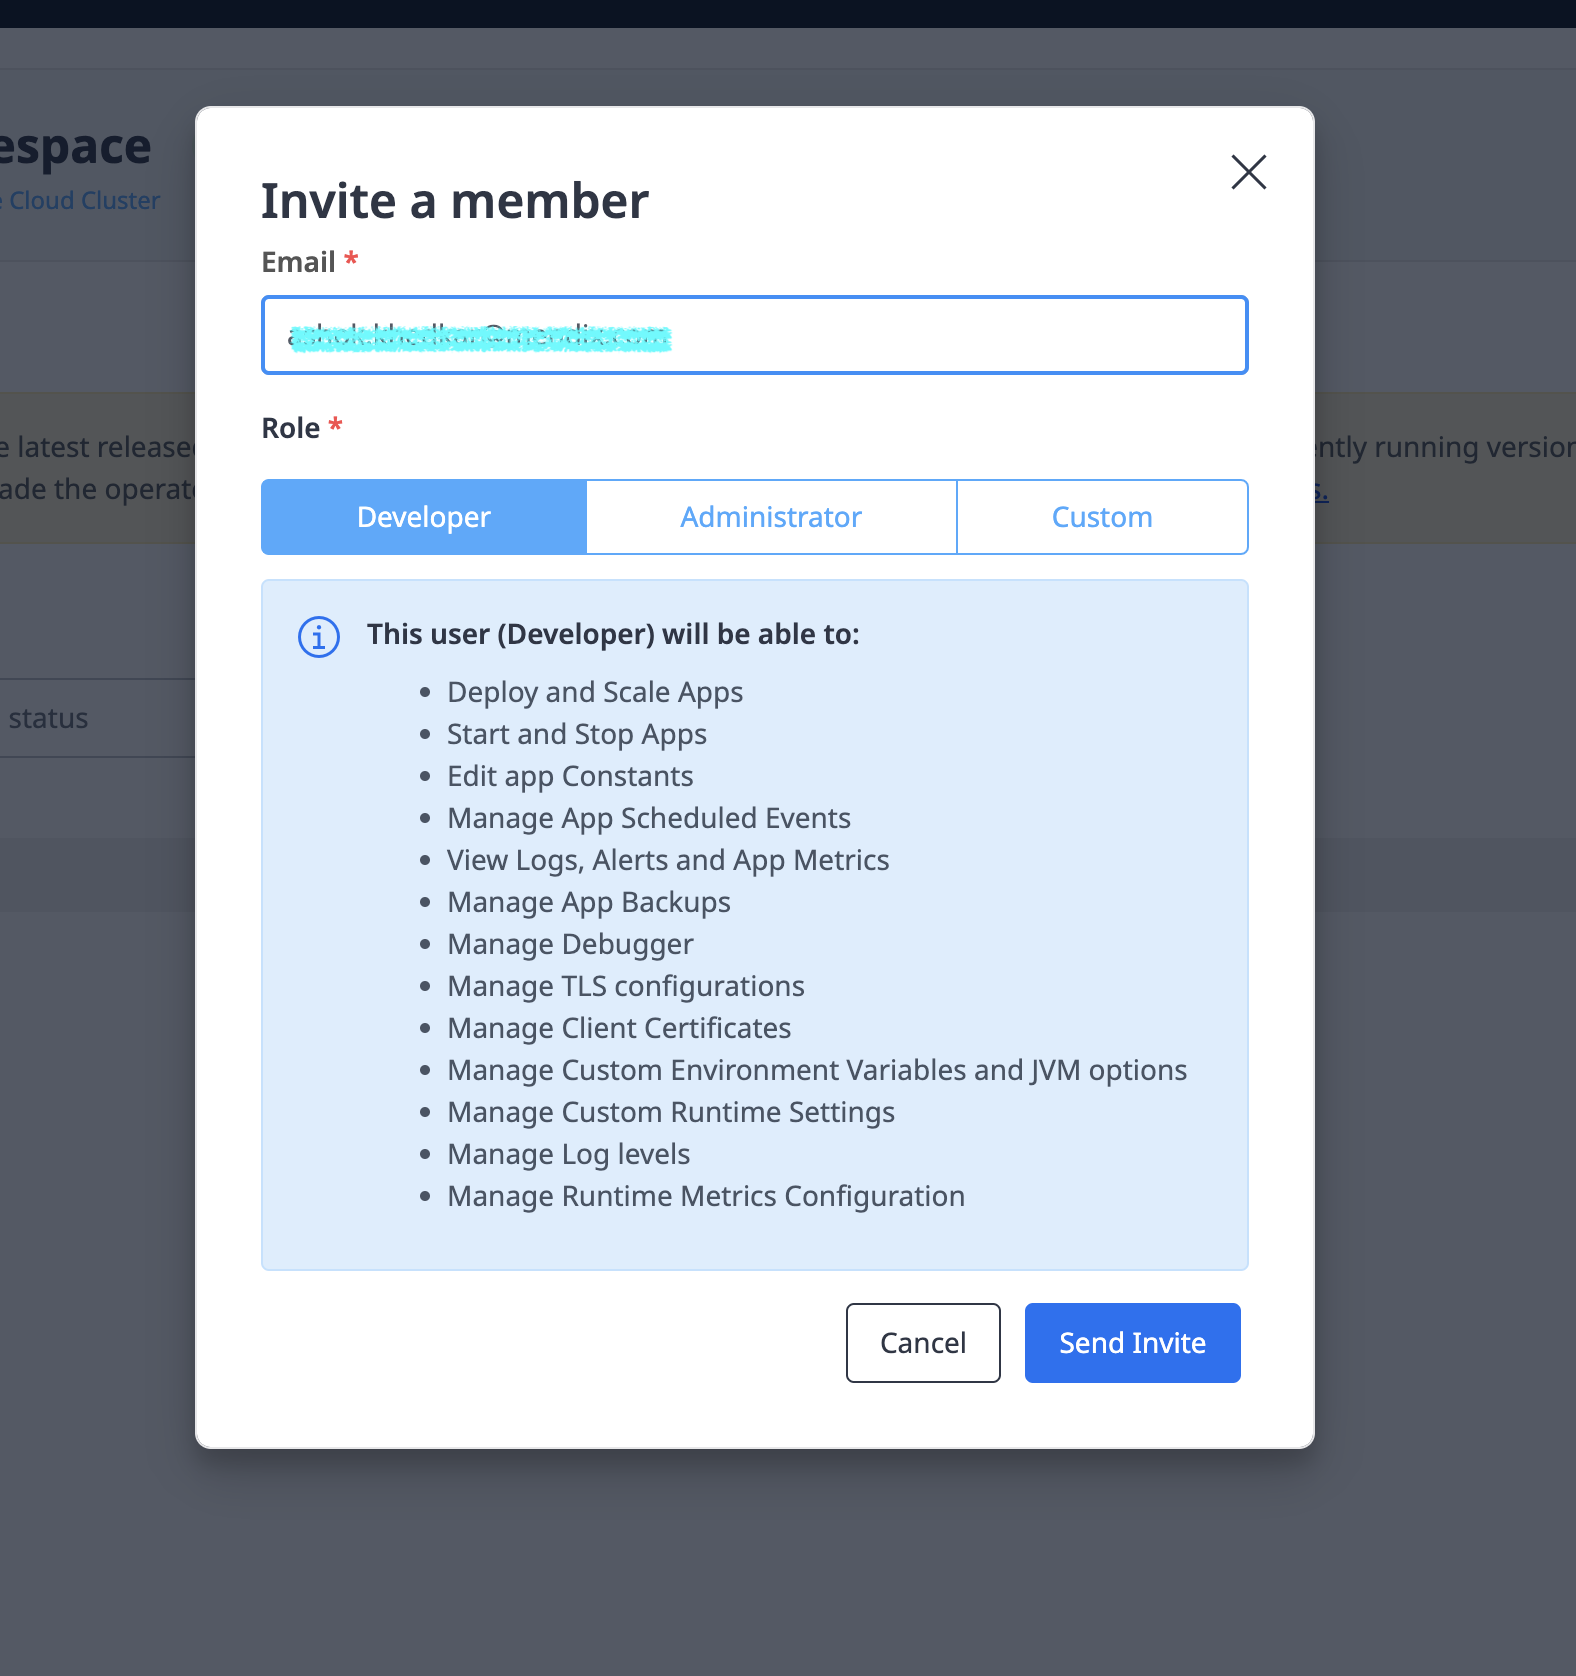 espace
Cloud Cluster
Invite a member
Email *
Role *
e latest release
ently running version
ade the operat
s.
Developer
Administrator
Custom
This user (Developer) will be able to:
status
• Deploy and Scale Apps
• Start and Stop Apps
• Edit app Constants
• Manage App Scheduled Events
• View Logs, Alerts and App Metrics
• Manage App Backups
• Manage Debugger
• Manage TLS configurations
• Manage Client Certificates
• Manage Custom Environment Variables and JVM options
• Manage Custom Runtime Settings
• Manage Log levels
• Manage Runtime Metrics Configuration
Cancel
Send Invite